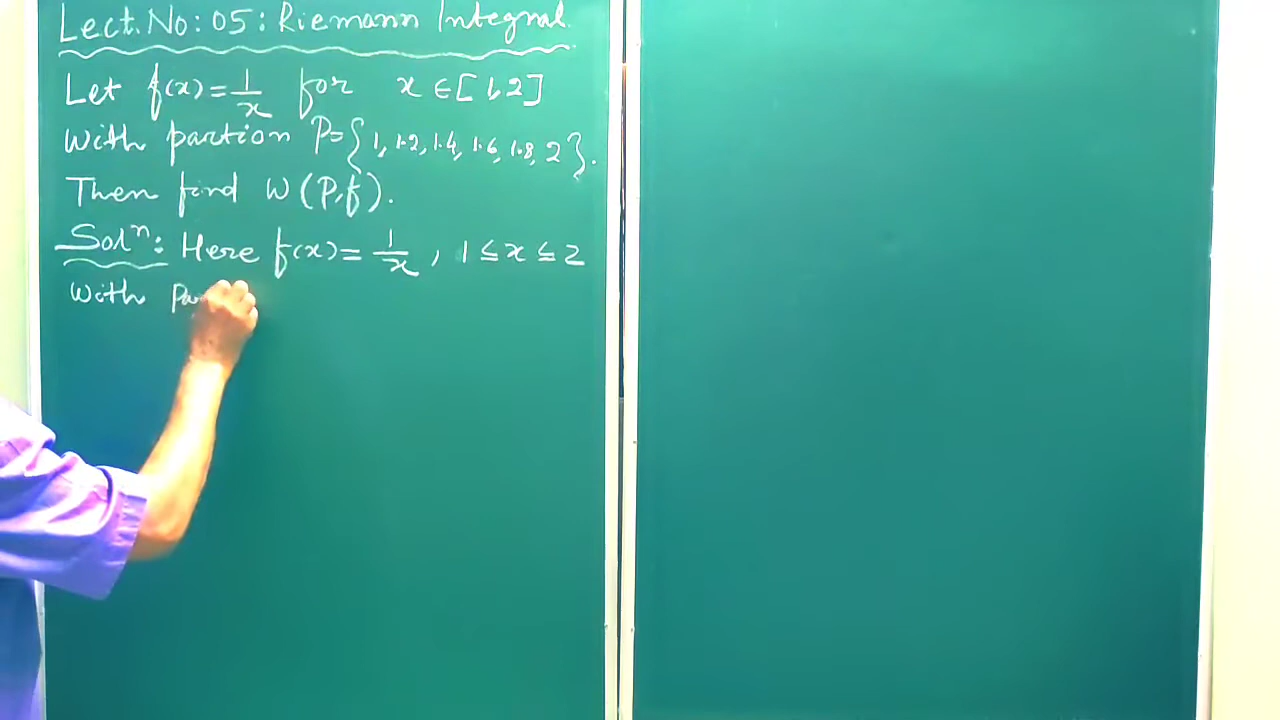 Lect. No: 05: Riemann Integral.
Let f(x) = 1/x for x ∈ [1,2]
With partion P = {1, 1.2, 1.4, 1.6, 1.8, 2}.
Then find W(P,f).
Solⁿ: Here f(x) = 1/x, 1 ≤ x ≤ 2
With Pa